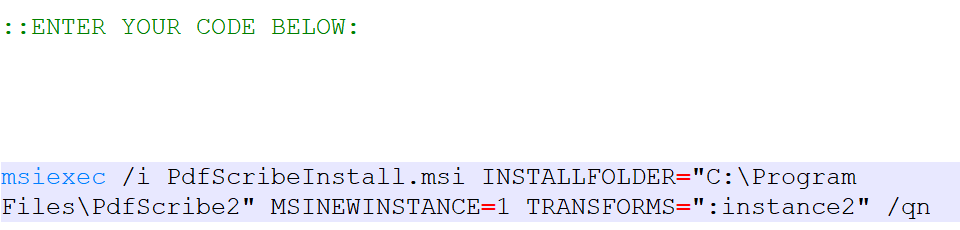 ::ENTER YOUR CODE BELOW:
msiexec /i PdfScribeInstall.msi INSTALLFOLDER="C:\Program
Files\PdfScribe2" MSINEWINSTANCE=1 TRANSFORMS=":instance2" /qn